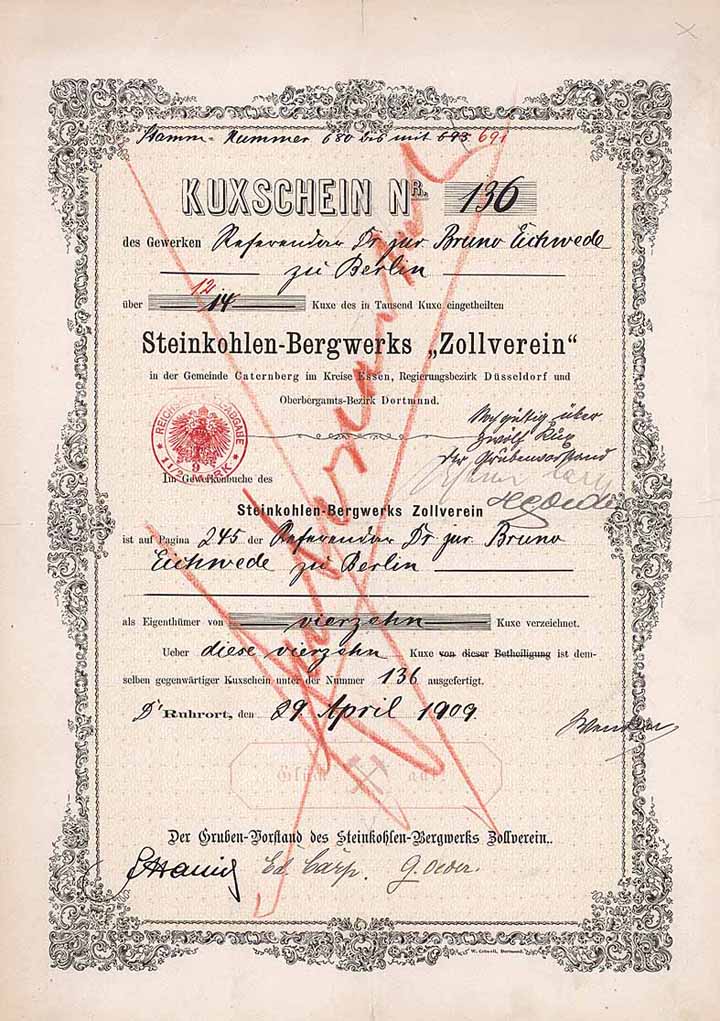 Stamm-Nummer 680 bis mit 693 691
KUXSCHEIN NR. 136
des Gewerken Referendar Dr jur Bruno Eichwede
zu Berlin
über 12 14 Kuxe des in Tausend Kuxe eingetheilten
Steinkohlen-Bergwerks „Zollverein“
in der Gemeinde Caternberg im Kreise Essen, Regierungsbezirk Düsseldorf und
Oberbergamts-Bezirk Dortmund.
Noch gültig über
zwölf Kux
der Grubenvorstand
Im Gewerkenbuche des
Steinkohlen-Bergwerks Zollverein
ist auf Pagina 245 der Referendar Dr jur Bruno
Eichwede zu Berlin
als Eigenthümer von vierzehn Kuxe verzeichnet.
Ueber diese vierzehn Kuxe von dieser Betheiligung ist dem-
selben gegenwärtiger Kuxschein unter der Nummer 136 ausgefertigt.
D' Ruhrort, den 29 April 1909
Glück auf
Der Gruben-Vorstand des Steinkohlen-Bergwerks Zollverein..
Ed. Carp. G. Oeder.